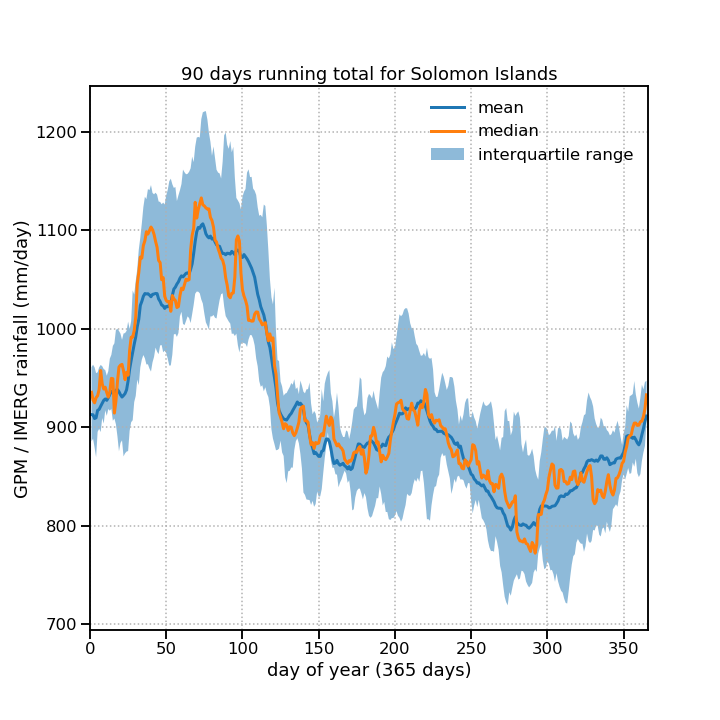 90 days running total for Solomon Islands
mean
median
interquartile range
GPM / IMERG rainfall (mm/day)
1200
1100
1000
900
800
700
0 50 100 150 200 250 300 350
day of year (365 days)